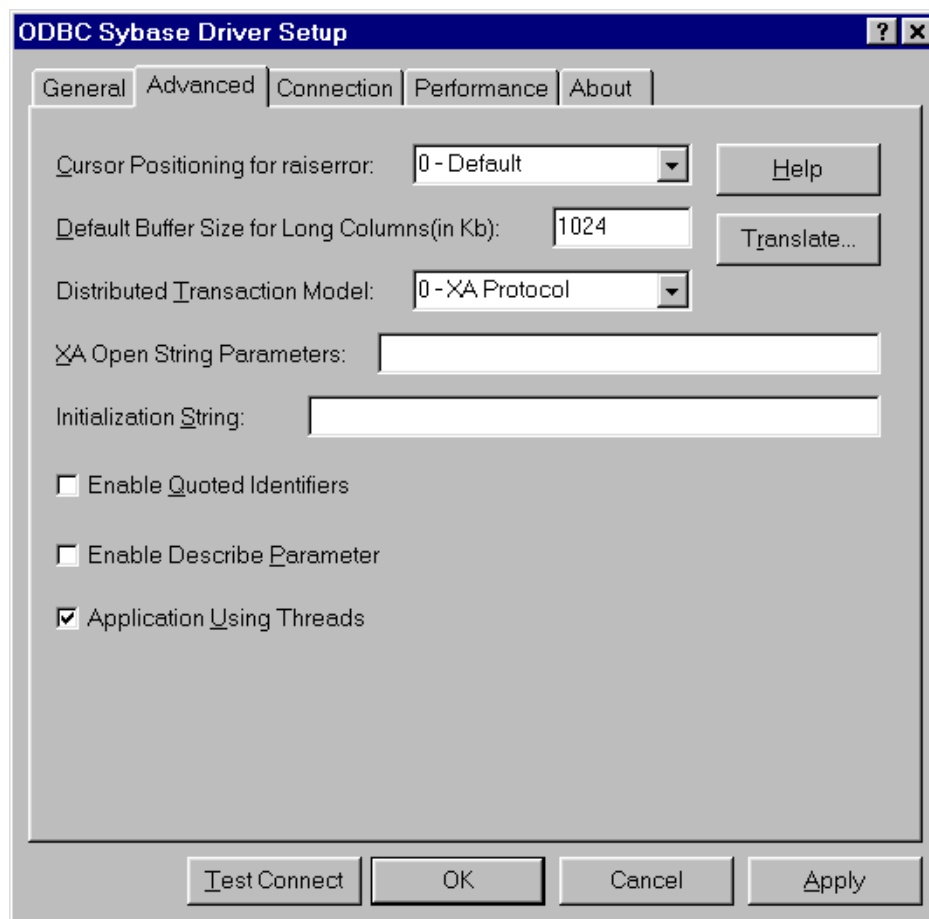 ODBC Sybase Driver Setup
General Advanced Connection Performance About
Cursor Positioning for raiserror: 0 - Default Help
Default Buffer Size for Long Columns(in Kb): 1024 Translate...
Distributed Transaction Model: 0 - XA Protocol
XA Open String Parameters:
Initialization String:
Enable Quoted Identifiers
Enable Describe Parameter
Application Using Threads
Test Connect OK Cancel Apply